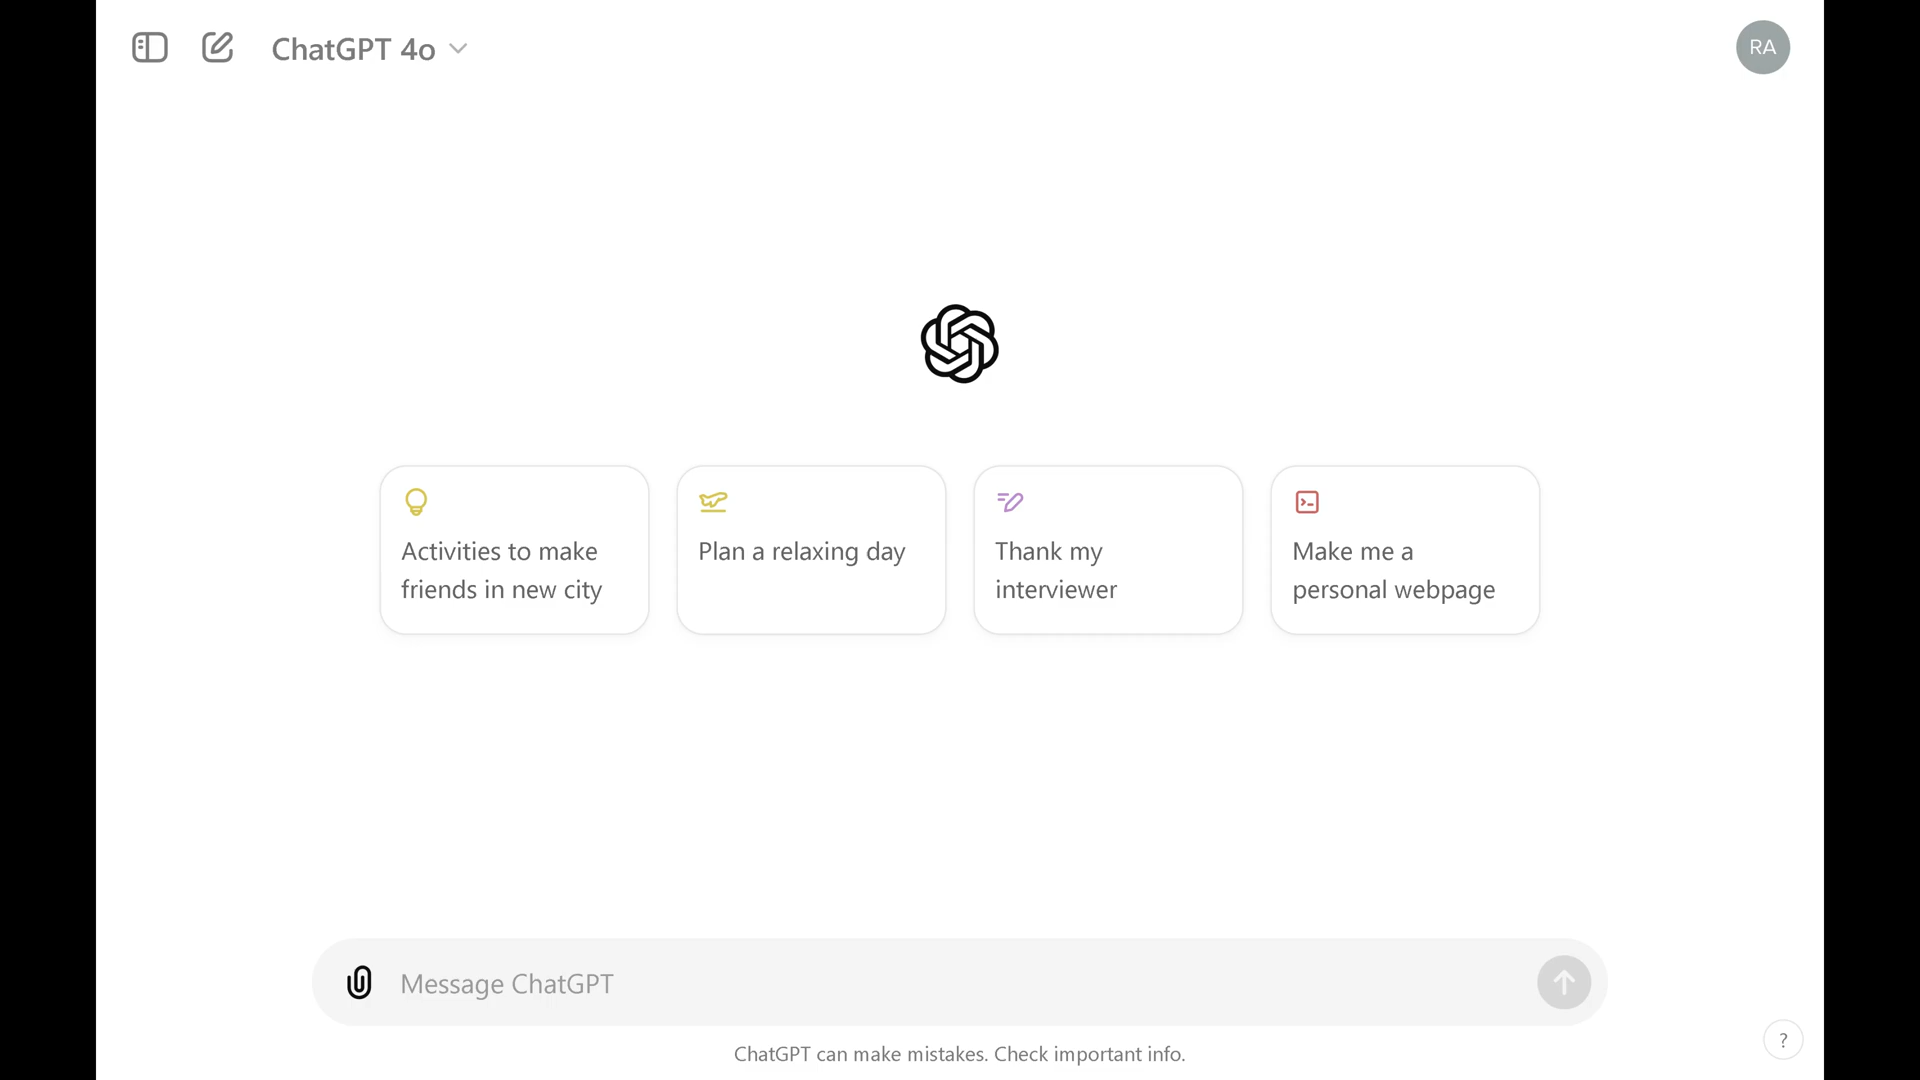 ChatGPT 4o
RA
Activities to make
friends in new city
Plan a relaxing day
Thank my
interviewer
Make me a
personal webpage
Message ChatGPT
ChatGPT can make mistakes. Check important info.
?